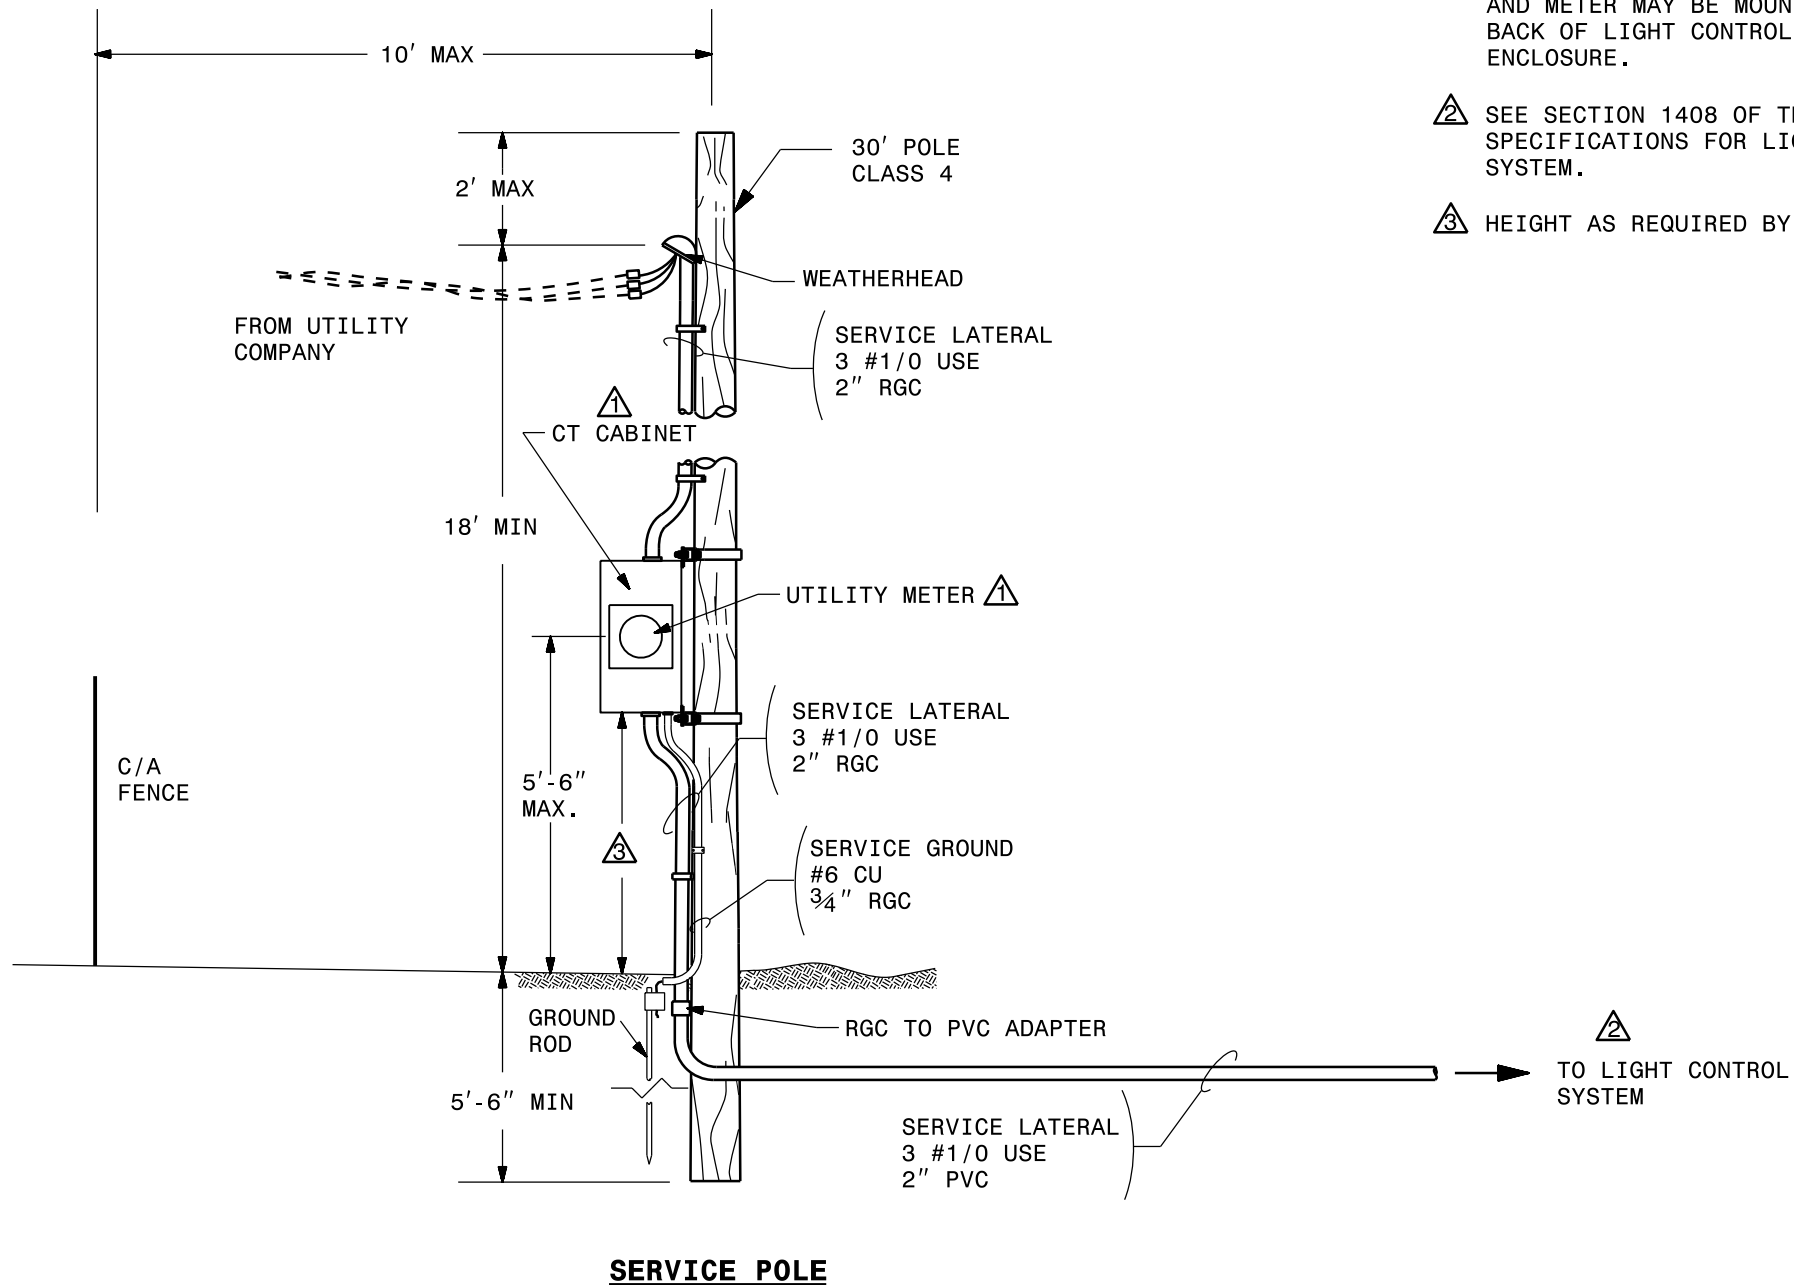 AND METER MAY BE MOUN
BACK OF LIGHT CONTROL
ENCLOSURE.
2 SEE SECTION 1408 OF
SPECIFICATIONS FOR
SYSTEM.
3 HEIGHT AS REQUIRED BY
10' MAX
2' MAX
30' POLE
CLASS 4
WEATHERHEAD
FROM UTILITY
COMPANY
SERVICE LATERAL
3 #1/0 USE
2" RGC
1
CT CABINET
18' MIN
UTILITY METER 1
C/A
FENCE
5'-6"
MAX.
3
SERVICE LATERAL
3 #1/0 USE
2" RGC
SERVICE GROUND
#6 CU
3/4" RGC
GROUND
ROD
RGC TO PVC ADAPTER
2
TO LIGHT CONTROL
SYSTEM
5'-6" MIN
SERVICE LATERAL
3 #1/0 USE
2" PVC
SERVICE POLE